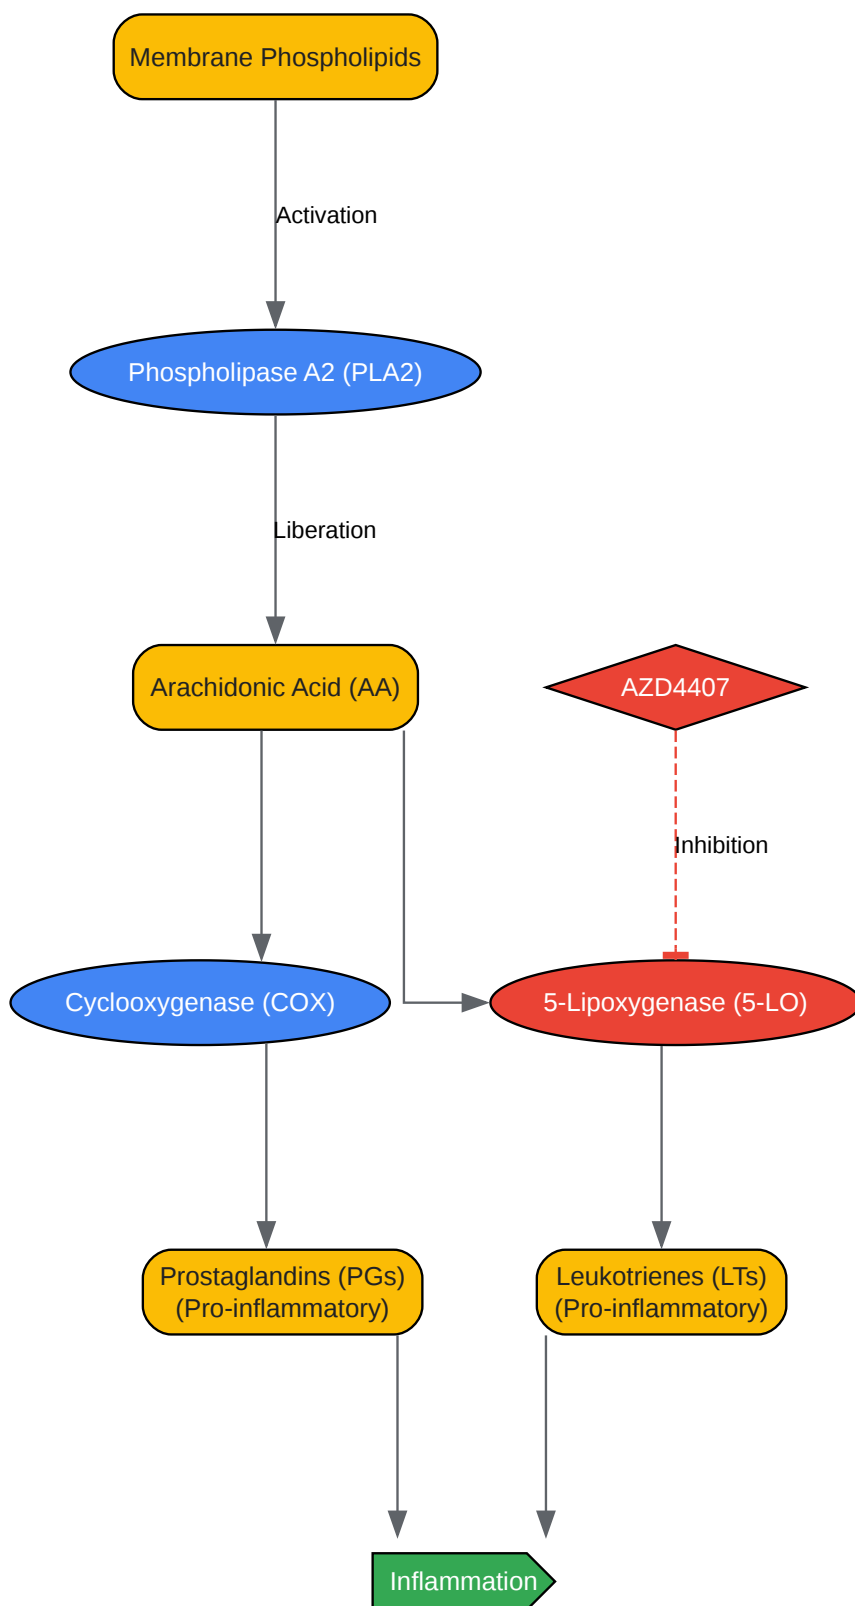 Membrane Phospholipids
Activation
Phospholipase A2 (PLA2)
Liberation
Arachidonic Acid (AA)
AZD4407
Inhibition
Cyclooxygenase (COX)
5-Lipoxygenase (5-LO)
Prostaglandins (PGs)
(Pro-inflammatory)
Leukotrienes (LTs)
(Pro-inflammatory)
Inflammation